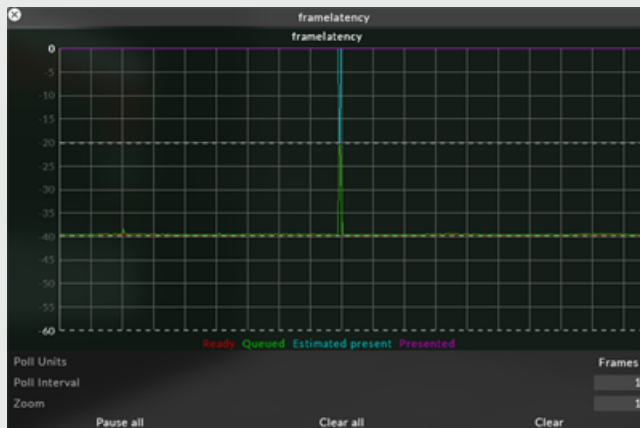 framelatency
framelatency
0
-5
-10
-15
-20
-25
-30
-35
-40
-45
-50
-55
-60
Ready Queued Estimated present Presented
Poll Units Frames
Poll Interval 1
Zoom 1
Pause all Clear all Clear